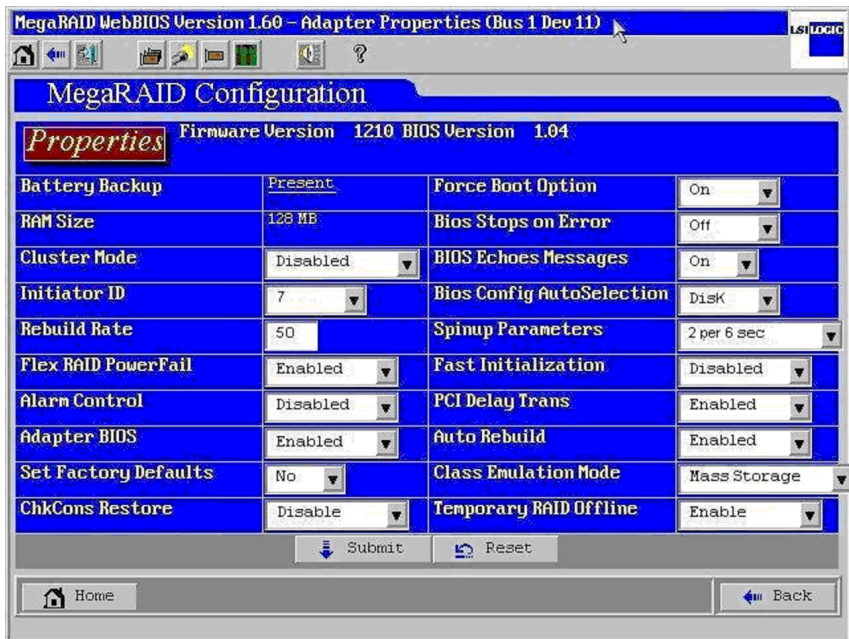 MegaRAID WebBIOS Version 1.60 - Adapter Properties (Bus 1 Dev 11)
LSI LOGIC
?
MegaRAID Configuration
Properties
Firmware Version 1210 BIOS Version 1.04
Battery Backup Present Force Boot Option On
RAM Size 128 MB Bios Stops on Error Off
Cluster Mode Disabled BIOS Echoes Messages On
Initiator ID 7 Bios Config AutoSelection DisK
Rebuild Rate 50 Spinup Parameters 2 per 6 sec
Flex RAID PowerFail Enabled Fast Initialization Disabled
Alarm Control Disabled PCI Delay Trans Enabled
Adapter BIOS Enabled Auto Rebuild Enabled
Set Factory Defaults No Class Emulation Mode Mass Storage
ChkCons Restore Disable Temporary RAID Offline Enable
Submit Reset
Home Back